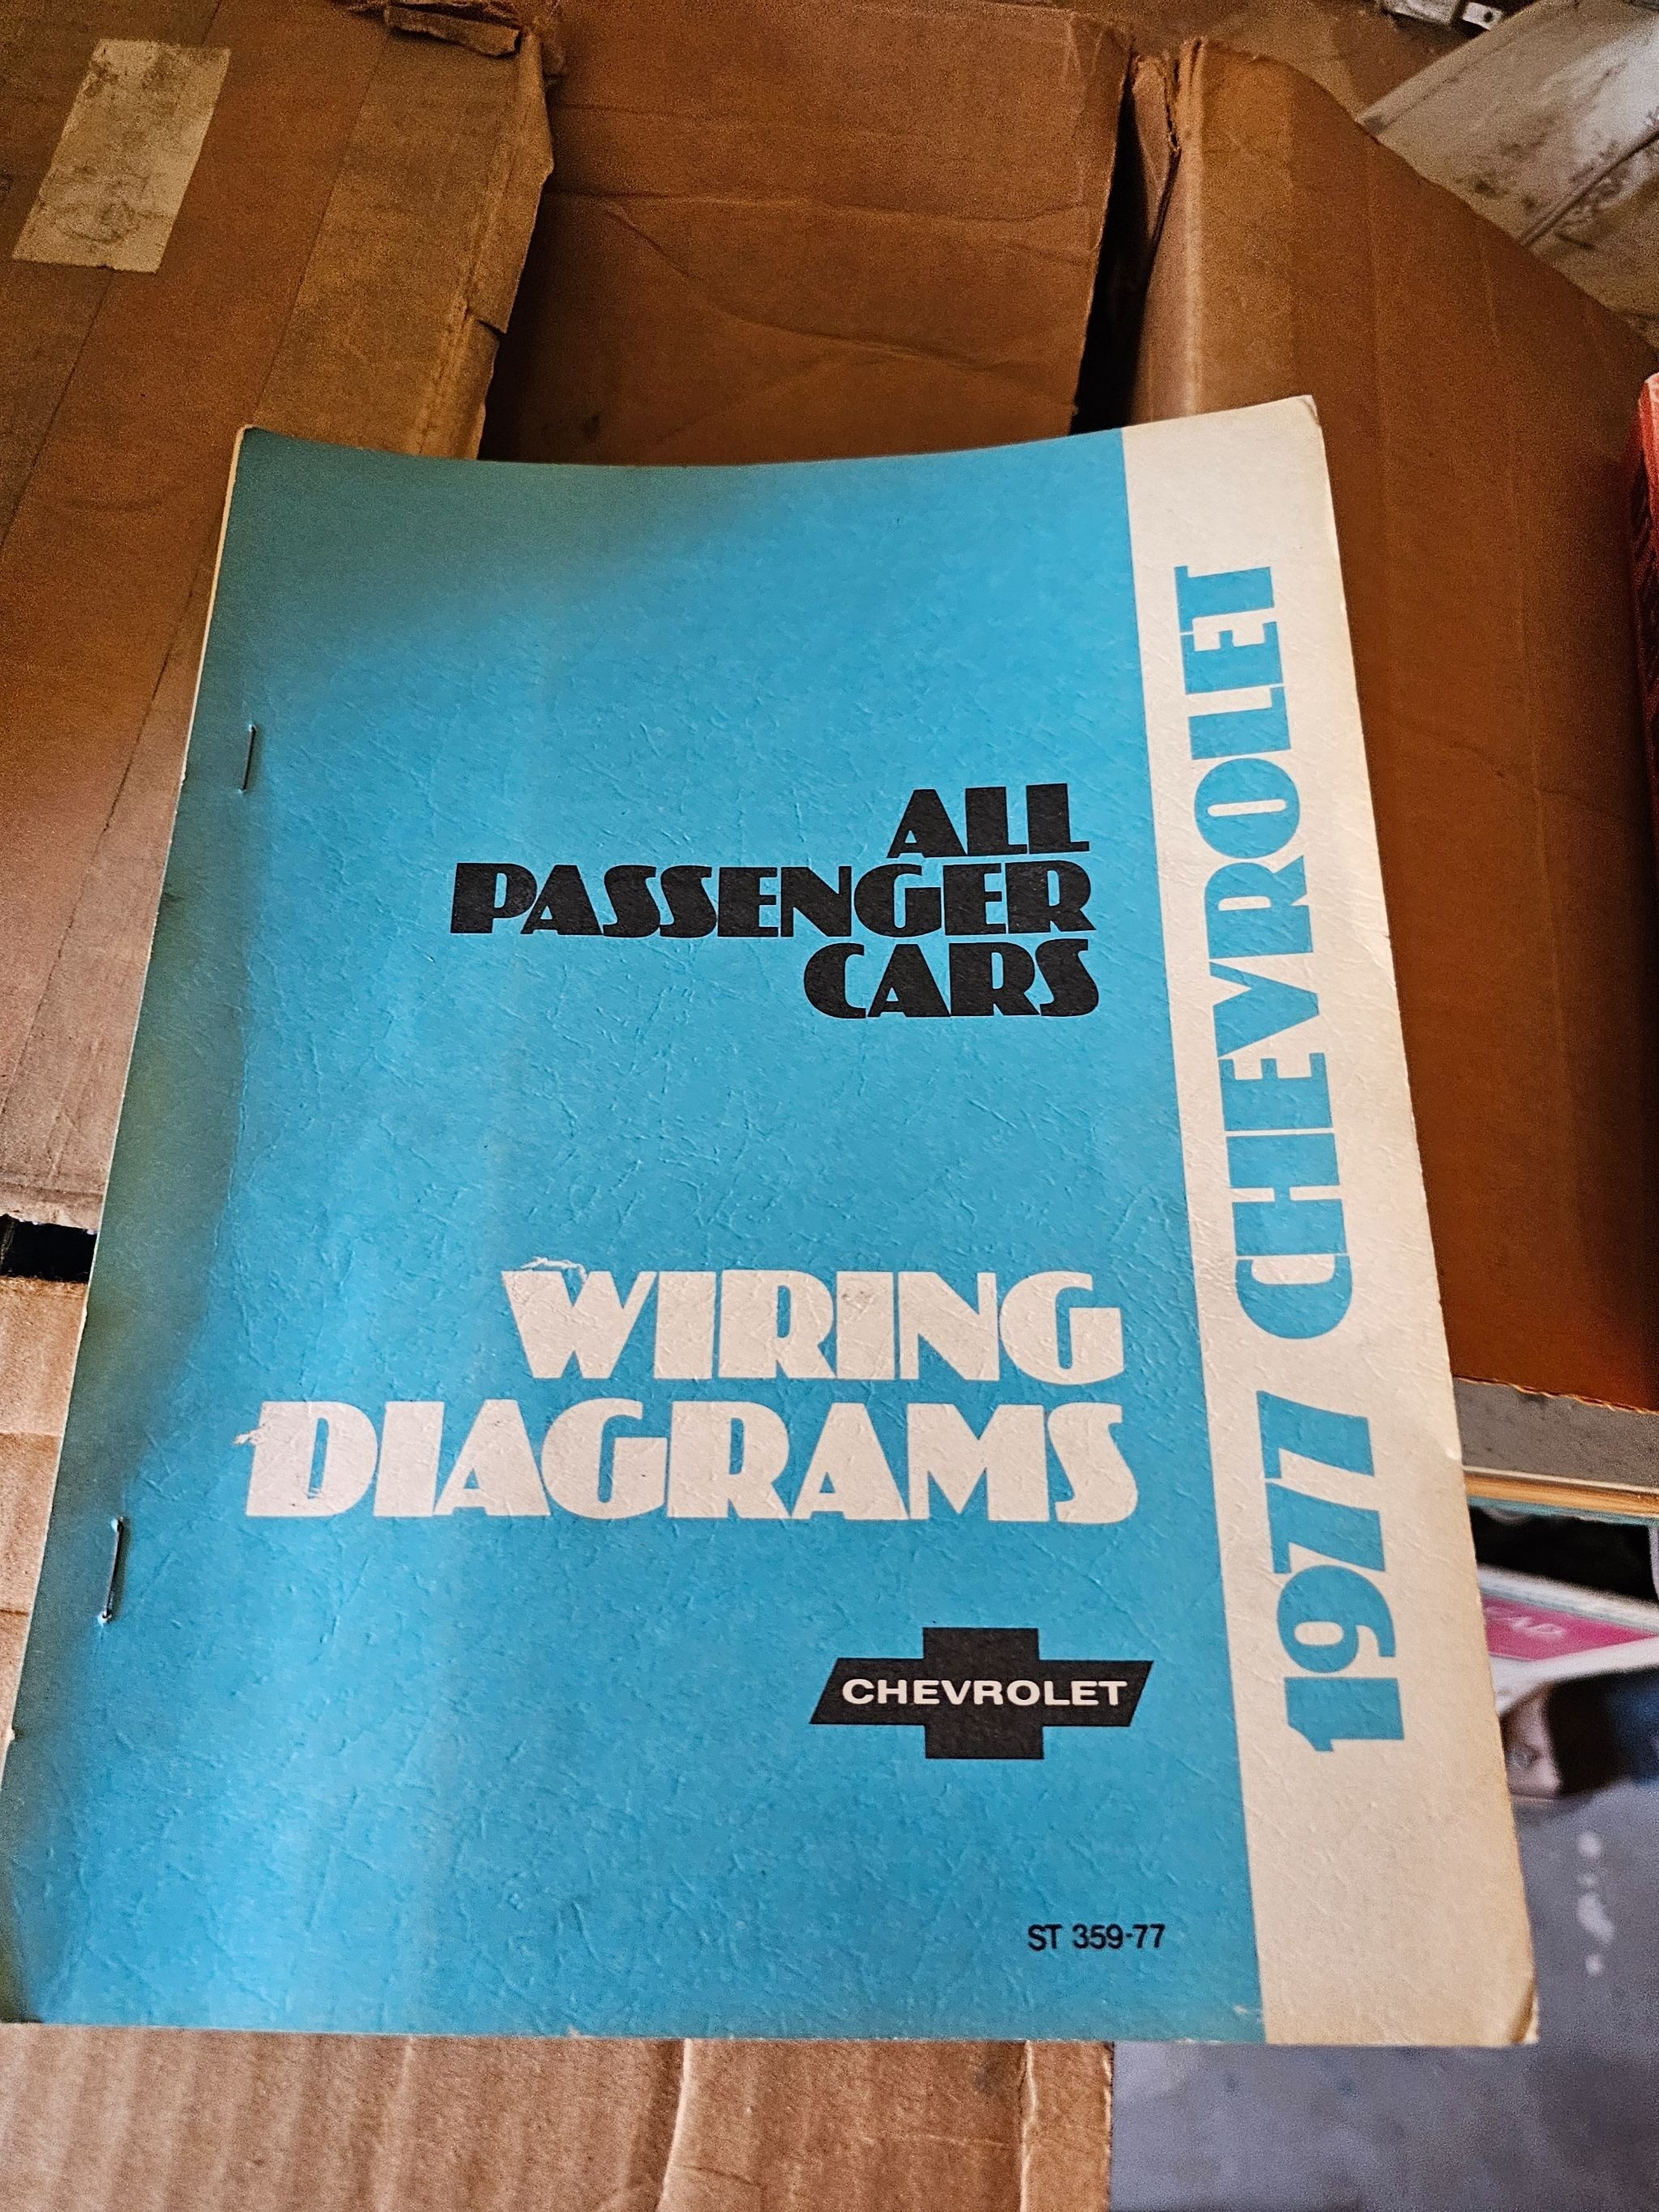 ALL
PASSENGER
CARS
WIRING
DIAGRAMS
CHEVROLET
ST 359-77
1977 CHEVROLET